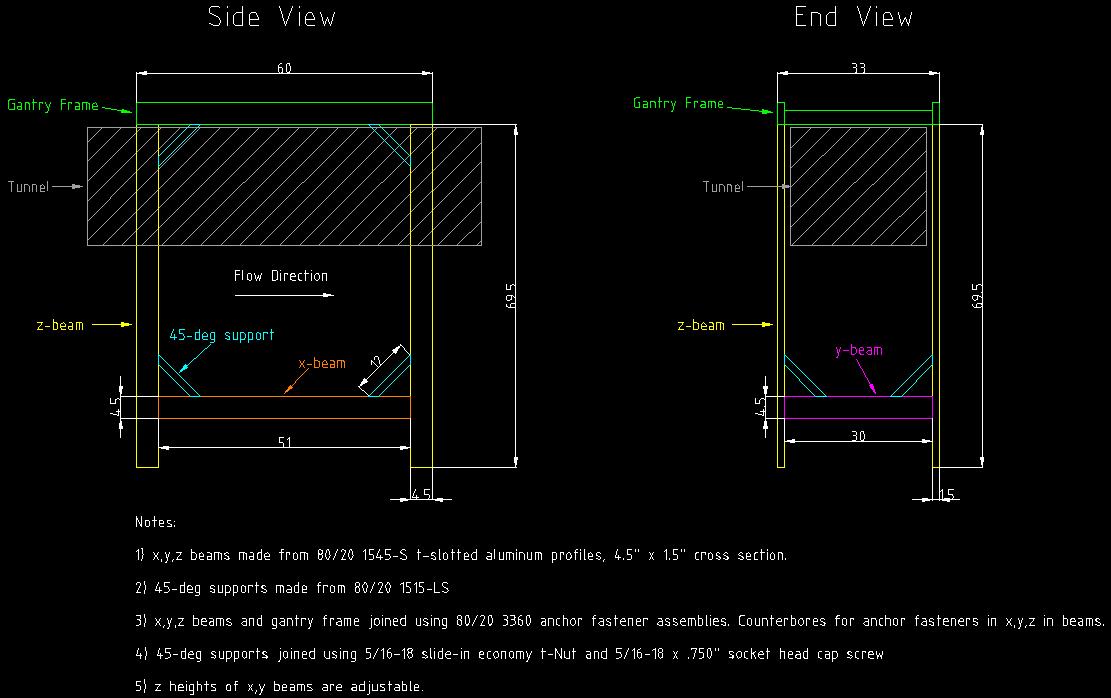 Side View
End View
60
33
Gantry Frame
Gantry Frame
Tunnel
Tunnel
Flow Direction
69.5
69.5
z-beam
z-beam
45-deg support
x-beam
12
y-beam
4.5
4.5
51
30
4.5
1.5
Notes:
1) x,y,z beams made from 80/20 1545-S t-slotted aluminum profiles, 4.5" x 1.5" cross section.
2) 45-deg supports made from 80/20 1515-LS
3) x,y,z beams and gantry frame joined using 80/20 3360 anchor fastener assemblies. Counterbores for anchor fasteners in x,y,z in beams.
4) 45-deg supports joined using 5/16-18 slide-in economy t-Nut and 5/16-18 x .750" socket head cap screw
5) z heights of x,y beams are adjustable.